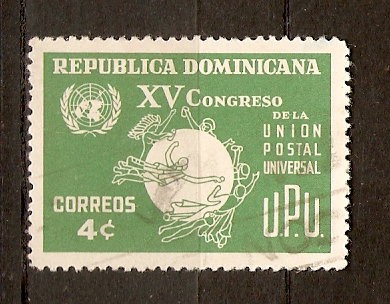 REPUBLICA DOMINICANA
XV CONGRESO
DE LA
UNION
POSTAL
UNIVERSAL
CORREOS
4¢
U.P.U.